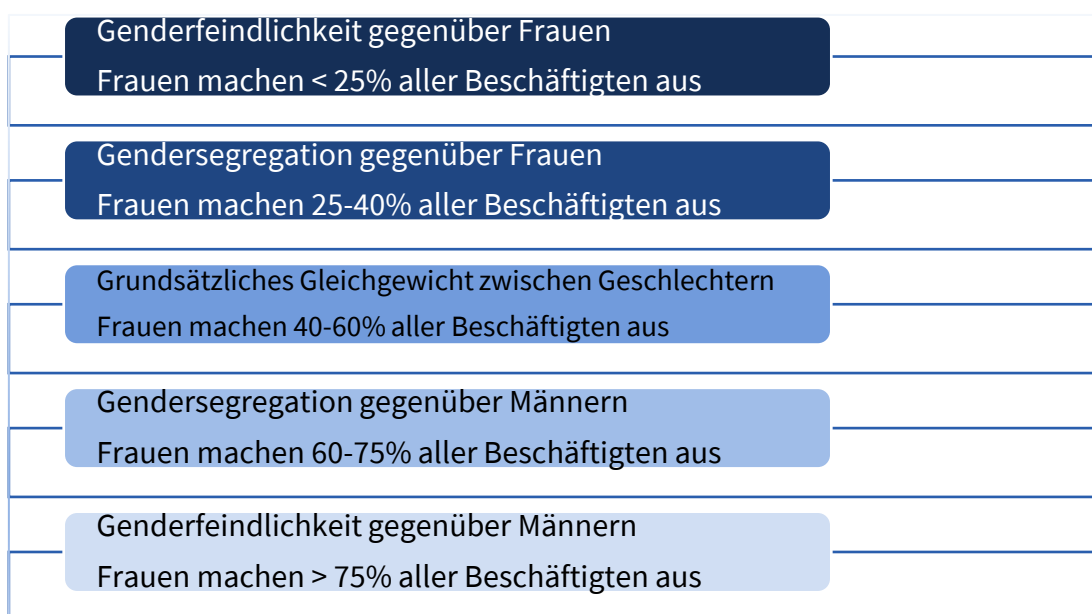 Genderfeindlichkeit gegenüber Frauen
Frauen machen < 25% aller Beschäftigten aus
Gendersegregation gegenüber Frauen
Frauen machen 25-40% aller Beschäftigten aus
Grundsätzliches Gleichgewicht zwischen Geschlechtern
Frauen machen 40-60% aller Beschäftigten aus
Gendersegregation gegenüber Männern
Frauen machen 60-75% aller Beschäftigten aus
Genderfeindlichkeit gegenüber Männern
Frauen machen > 75% aller Beschäftigten aus